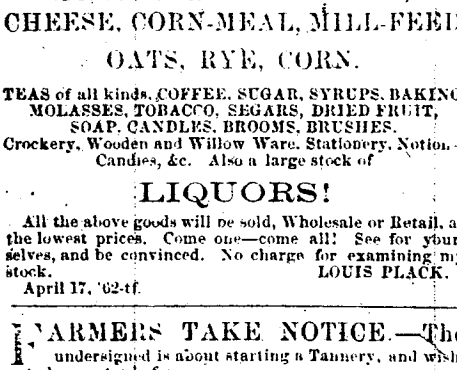 CHEESE, CORN-MEAL, MILL-FEED
OATS, RYE, CORN.
TEAS of all kinds, COFFEE, SUGAR, SYRUPS, BAKING
MOLASSES, TOBACCO, SEGARS, DRIED FRUIT,
SOAP, CANDLES, BROOMS, BRUSHES.
Crockery, Wooden and Willow Ware. Stationery, Notion
Candies, &c. Also a large stock of
LIQUORS!
All the above goods will be sold, Wholesale or Retail, a
the lowest prices. Come one—come all! See for your
selves, and be convinced. No charge for examining my
stock. LOUIS PLACK.
April 17, '62-tf.
FARMERS TAKE NOTICE.—The
undersigned is about starting a Tannery, and wish